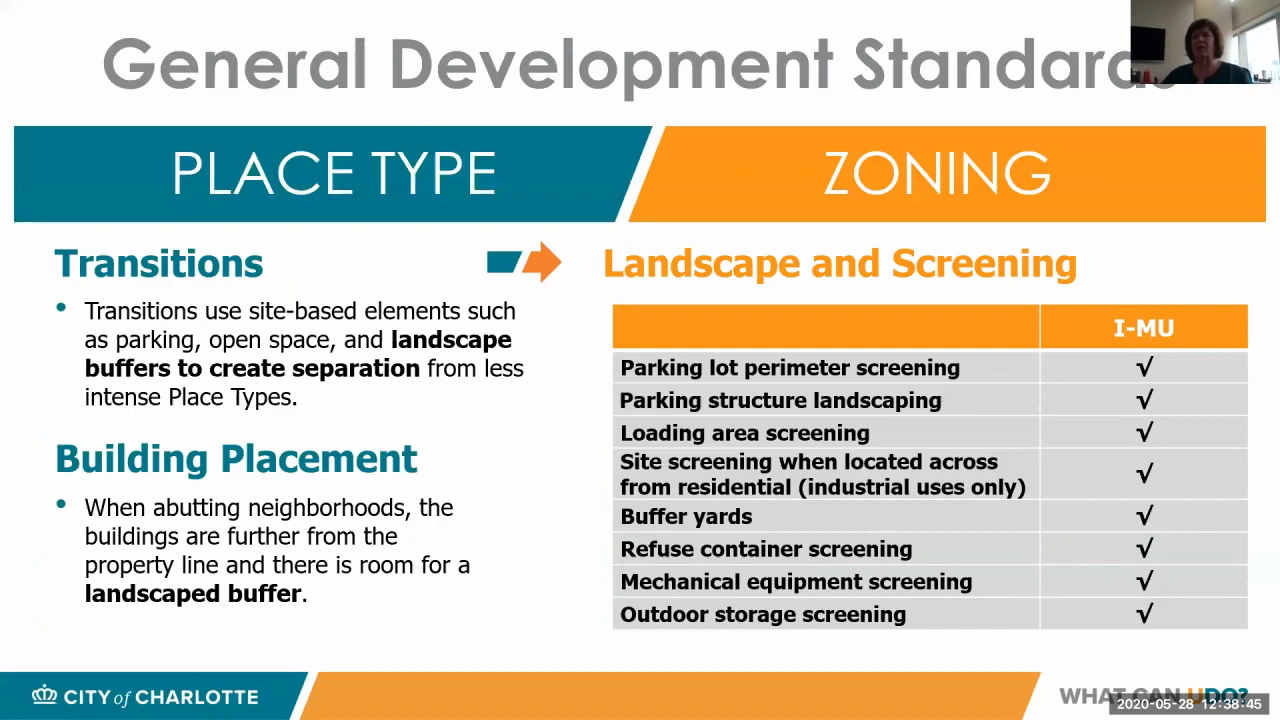 General Development Standards
PLACE TYPE
ZONING
Transitions
• Transitions use site-based elements such
as parking, open space, and landscape
buffers to create separation from less
intense Place Types.
Building Placement
• When abutting neighborhoods, the
buildings are further from the
property line and there is room for a
landscaped buffer.
Landscape and Screening
I-MU
Parking lot perimeter screening √
Parking structure landscaping √
Loading area screening √
Site screening when located across
from residential (industrial uses only) √
Buffer yards √
Refuse container screening √
Mechanical equipment screening √
Outdoor storage screening √
CITY of CHARLOTTE
WHAT CAN UDO?
2020-05-28 12:38:45